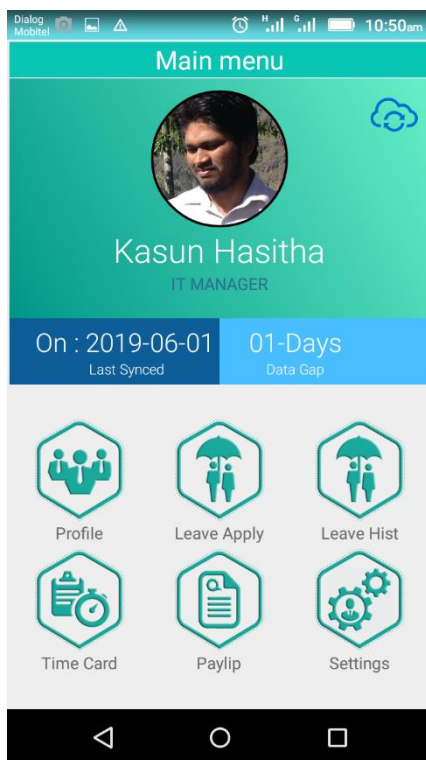 Dialog
Mobitel
H G 10:50am
Main menu
Kasun Hasitha
IT MANAGER
On : 2019-06-01 01-Days
Last Synced Data Gap
Profile Leave Apply Leave Hist
Time Card Paylip Settings